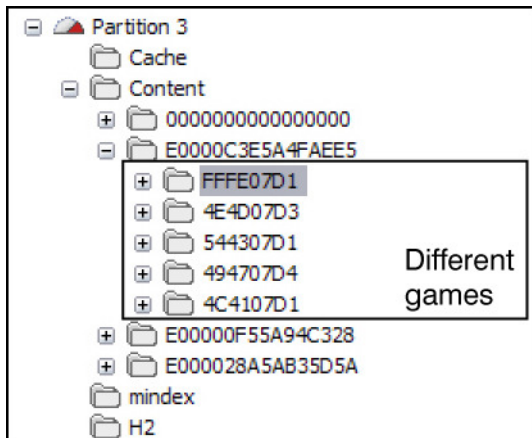 Partition 3
Cache
Content
0000000000000000
E0000C3E5A4FAEE5
FFFE07D1
4E4D07D3
544307D1
494707D4
4C4107D1
Different
games
E00000F55A94C328
E000028A5AB35D5A
mindex
H2